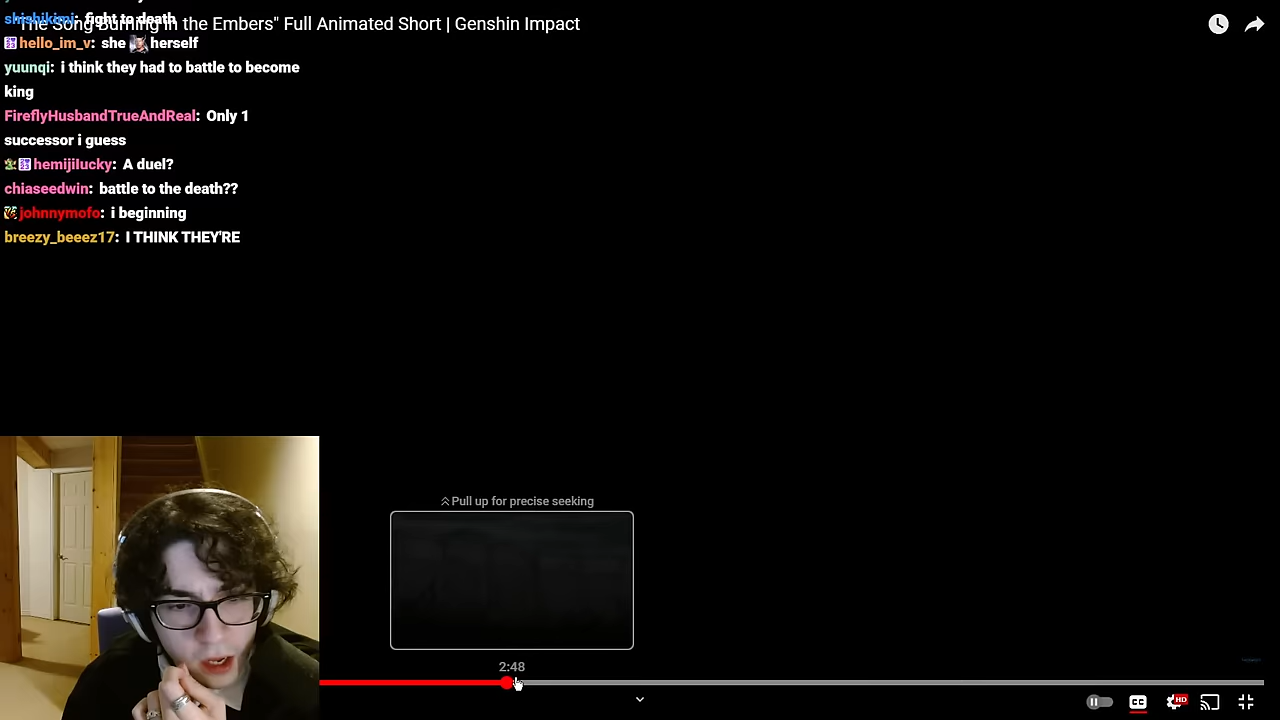 shishikimi: fight to death
The Song Burning in the Embers" Full Animated Short | Genshin Impact
hello_im_v: she herself
yuunqi: i think they had to battle to become
king
FireflyHusbandTrueAndReal: Only 1
successor i guess
hemijilucky: A duel?
chiaseedwin: battle to the death??
johnnymofo: i beginning
breezy_beeez17: I THINK THEY'RE
Pull up for precise seeking
2:48
CC
HD